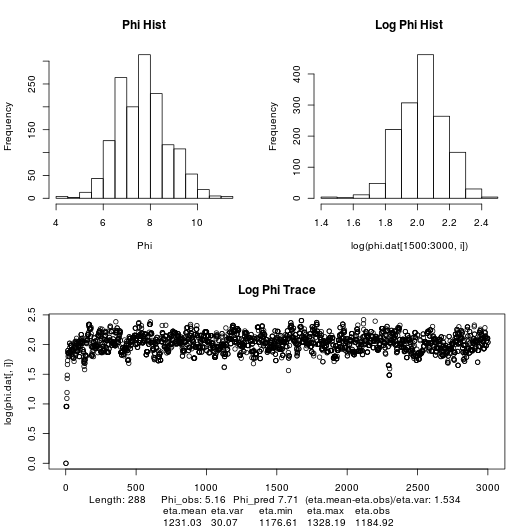 Phi Hist
Log Phi Hist
Frequency
0 50 150 250
4 6 8 10
Phi
Frequency
0 100 200 300 400
1.4 1.6 1.8 2.0 2.2 2.4
log(phi.dat[1500:3000, i])
Log Phi Trace
log(phi.dat[, i])
0.0 0.5 1.0 1.5 2.0 2.5
0 500 1000 1500 2000 2500 3000
Length: 288 Phi_obs: 5.16 Phi_pred 7.71 (eta.mean-eta.obs)/eta.var: 1.534
eta.mean eta.var eta.min eta.max eta.obs
1231.03 30.07 1176.61 1328.19 1184.92